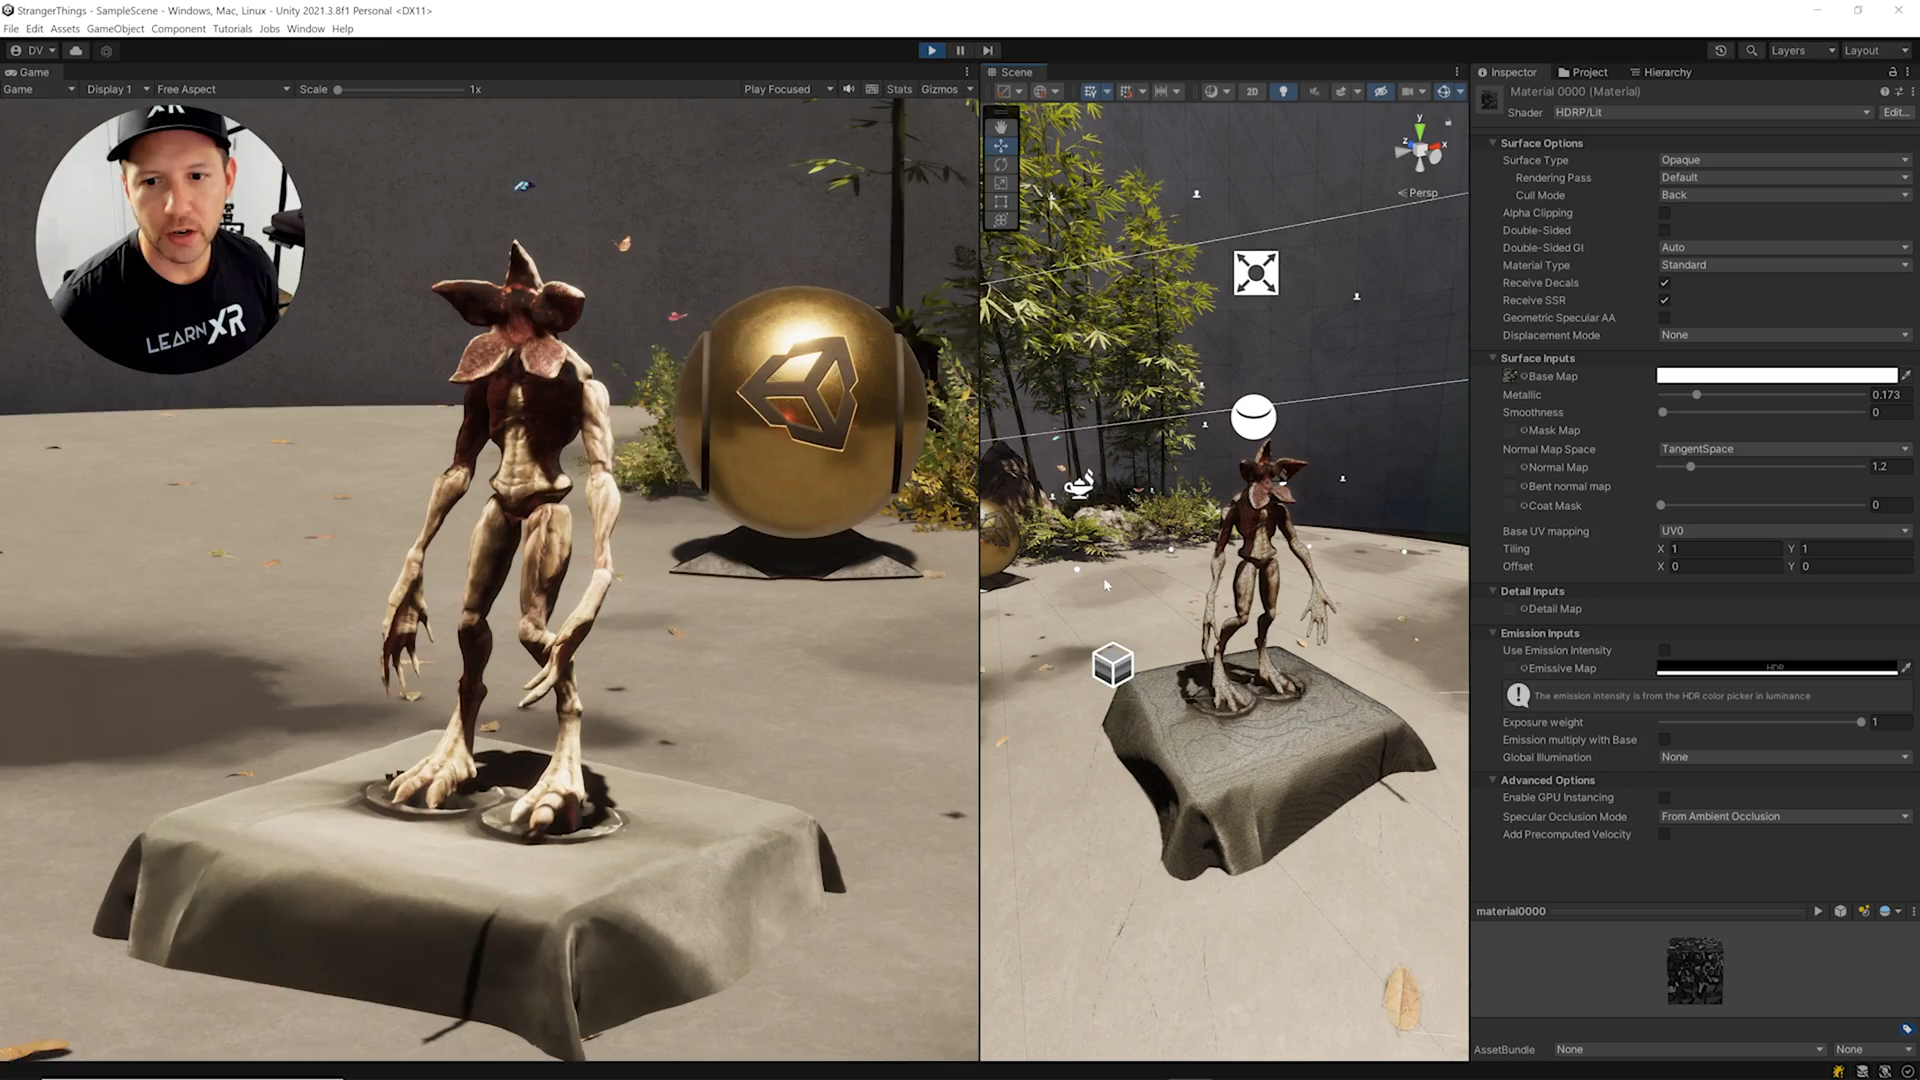 StrangerThings - SampleScene - Windows, Mac, Linux - Unity 2021.3.8f1 Personal <DX11>
File Edit Assets GameObject Component Tutorials Jobs Window Help
DV
Layers Layout
Game
Game Display 1 Free Aspect Scale 1x Play Focused Stats Gizmos
XR
LEARN XR
Scene
2D
y
z x
Persp
Inspector Project Hierarchy
Material 0000 (Material)
Shader HDRP/Lit Edit...
Surface Options
Surface Type Opaque
Rendering Pass Default
Cull Mode Back
Alpha Clipping
Double-Sided
Double-Sided GI Auto
Material Type Standard
Receive Decals
Receive SSR
Geometric Specular AA
Displacement Mode None
Surface Inputs
Base Map
Metallic 0.173
Smoothness 0
Mask Map
Normal Map Space TangentSpace
Normal Map 1.2
Bent normal map
Coat Mask 0
Base UV mapping UV0
Tiling X 1 Y 1
Offset X 0 Y 0
Detail Inputs
Detail Map
Emission Inputs
Use Emission Intensity
Emissive Map HDR
The emission intensity is from the HDR color picker in luminance
Exposure weight 1
Emission multiply with Base
Global Illumination None
Advanced Options
Enable GPU Instancing
Specular Occlusion Mode From Ambient Occlusion
Add Precomputed Velocity
material0000
AssetBundle None None